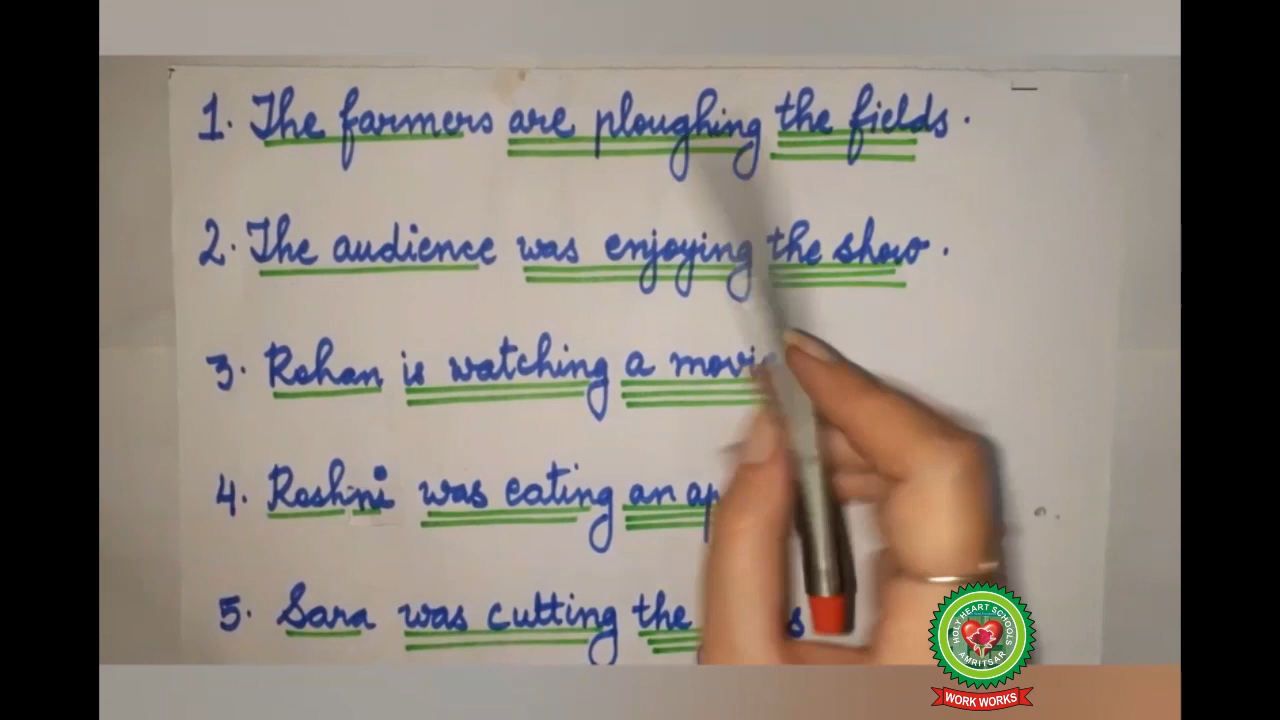 1. The farmers are ploughing the fields.
2. The audience was enjoying the show.
3. Rohan is watching a movie
4. Roshni was eating an
5. Sara was cutting the
HOLY HEART SCHOOLS
AMRITSAR
WORK WORKS